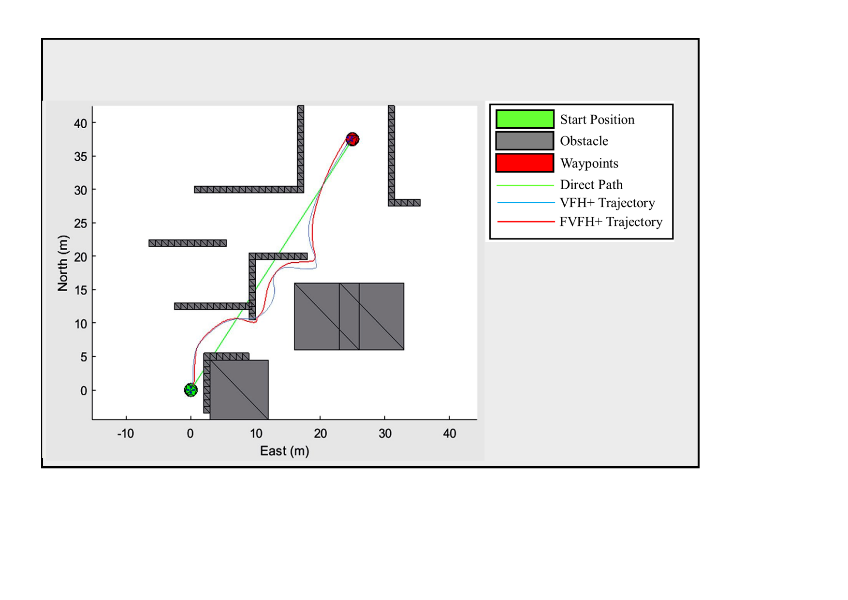 40
35
30
25
20
15
10
5
0
North (m)
-10 0 10 20 30 40
East (m)
Start Position
Obstacle
Waypoints
Direct Path
VFH+ Trajectory
FVFH+ Trajectory